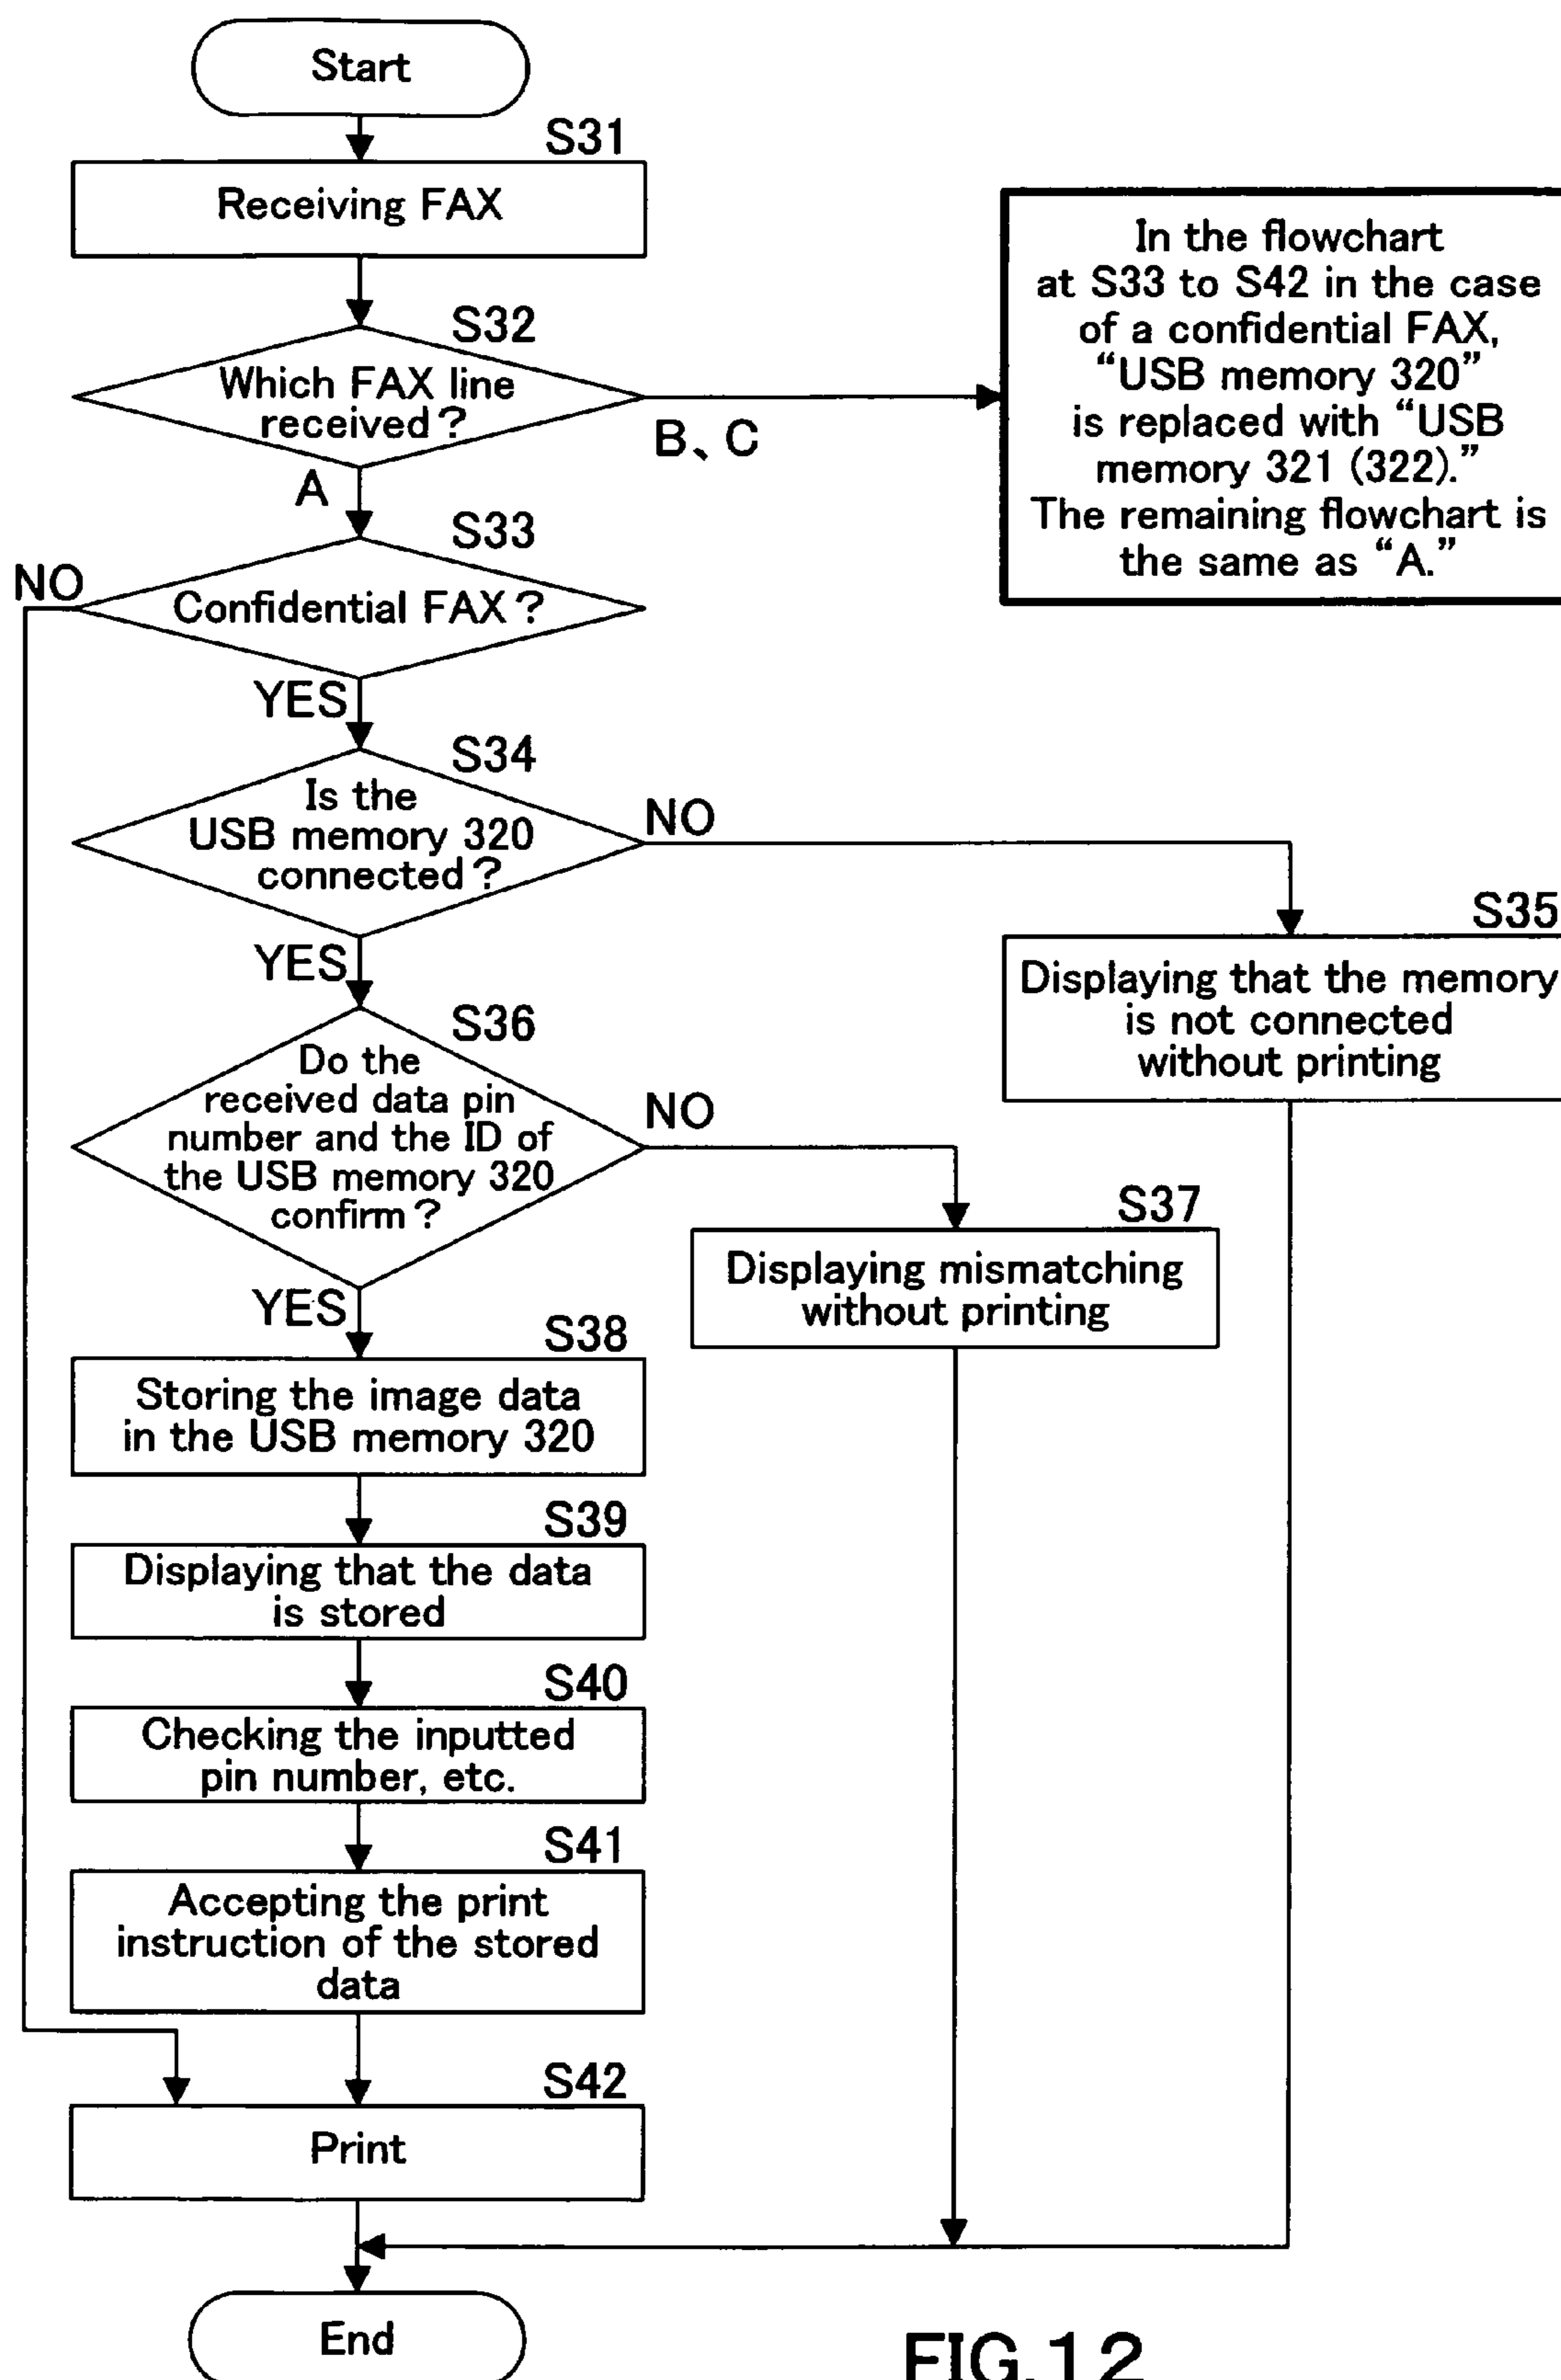 Start
S31
Receiving FAX
S32
Which FAX line
received?
B、C
A
In the flowchart
at S33 to S42 in the case
of a confidential FAX,
“USB memory 320”
is replaced with “USB
memory 321 (322).”
The remaining flowchart is
the same as “A.”
S33
NO
Confidential FAX?
YES
S34
Is the
USB memory 320
connected?
NO
YES
S35
Displaying that the memory
is not connected
without printing
S36
Do the
received data pin
number and the ID of
the USB memory 320
confirm?
NO
YES
S37
Displaying mismatching
without printing
S38
Storing the image data
in the USB memory 320
S39
Displaying that the data
is stored
S40
Checking the inputted
pin number, etc.
S41
Accepting the print
instruction of the stored
data
S42
Print
End
FIG.12